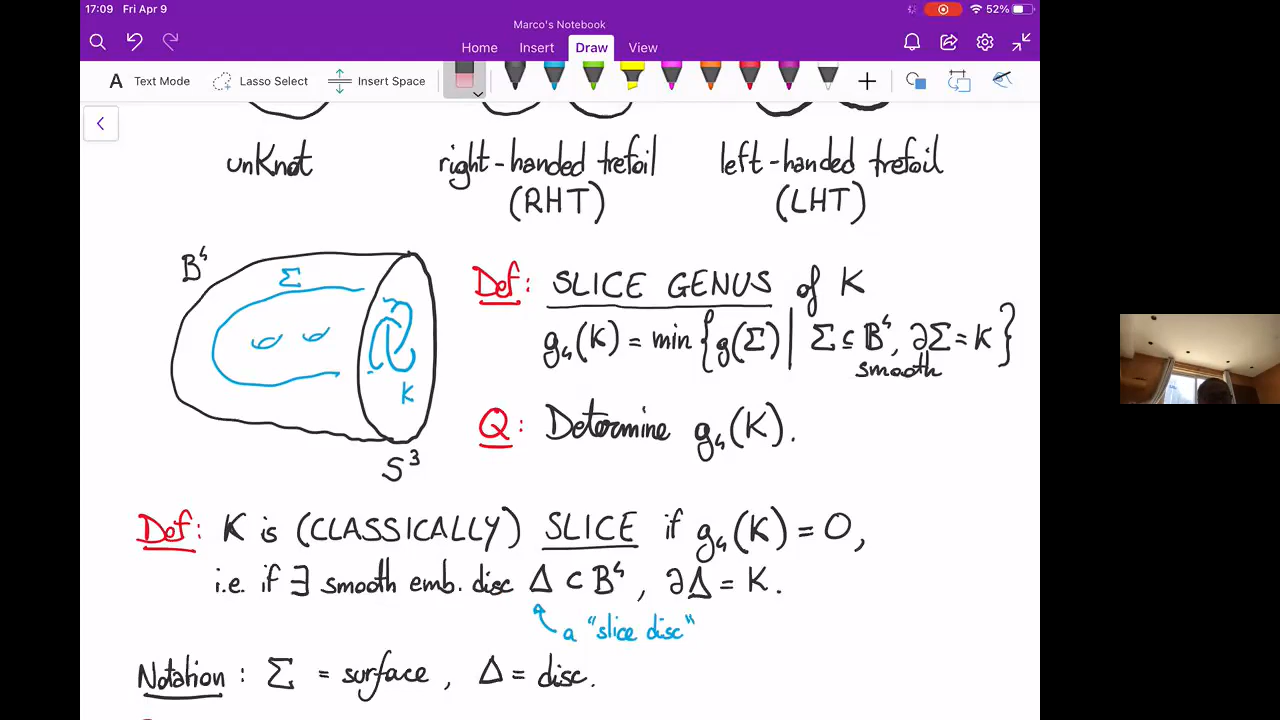 17:09 Fri Apr 9
52%
Marco's Notebook
Home Insert Draw View
A Text Mode Lasso Select Insert Space
unKnot
right-handed trefoil
(RHT)
left-handed trefoil
(LHT)
B⁴
Σ
K
S³
Def: SLICE GENUS of K
g₄(K) = min { g(Σ) | Σ ⊆ B⁴, ∂Σ = K }
smooth
Q: Determine g₄(K).
Def: K is (CLASSICALLY) SLICE if g₄(K) = 0,
i.e. if ∃ smooth emb. disc Δ ⊂ B⁴, ∂Δ = K.
a "slice disc"
Notation: Σ = surface, Δ = disc.